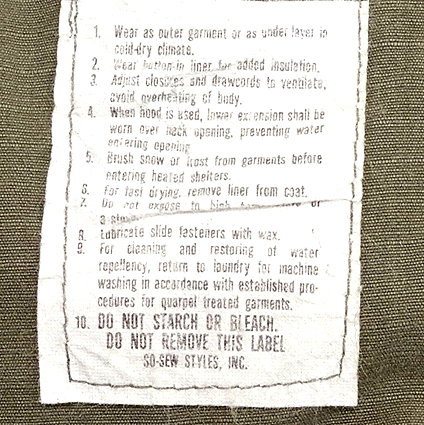 1. Wear as outer garment or as under layer in
cold-dry climate.
2. Wear button-in liner for added insulation.
3. Adjust closures and drawcords to ventilate,
avoid overheating of body.
4. When hood is used, lower extension shall be
worn over neck opening, preventing water
entering opening
5. Brush snow or frost from garments before
entering heated shelters.
6. For fast drying, remove liner from coat.
7. Do not expose to high temperature or
a
8. Lubricate slide fasteners with wax.
9. For cleaning and restoring of water
repellency, return to laundry for machine
washing in accordance with established pro-
cedures for quarpel treated garments.
10. DO NOT STARCH OR BLEACH.
DO NOT REMOVE THIS LABEL
SO-SEW STYLES, INC.